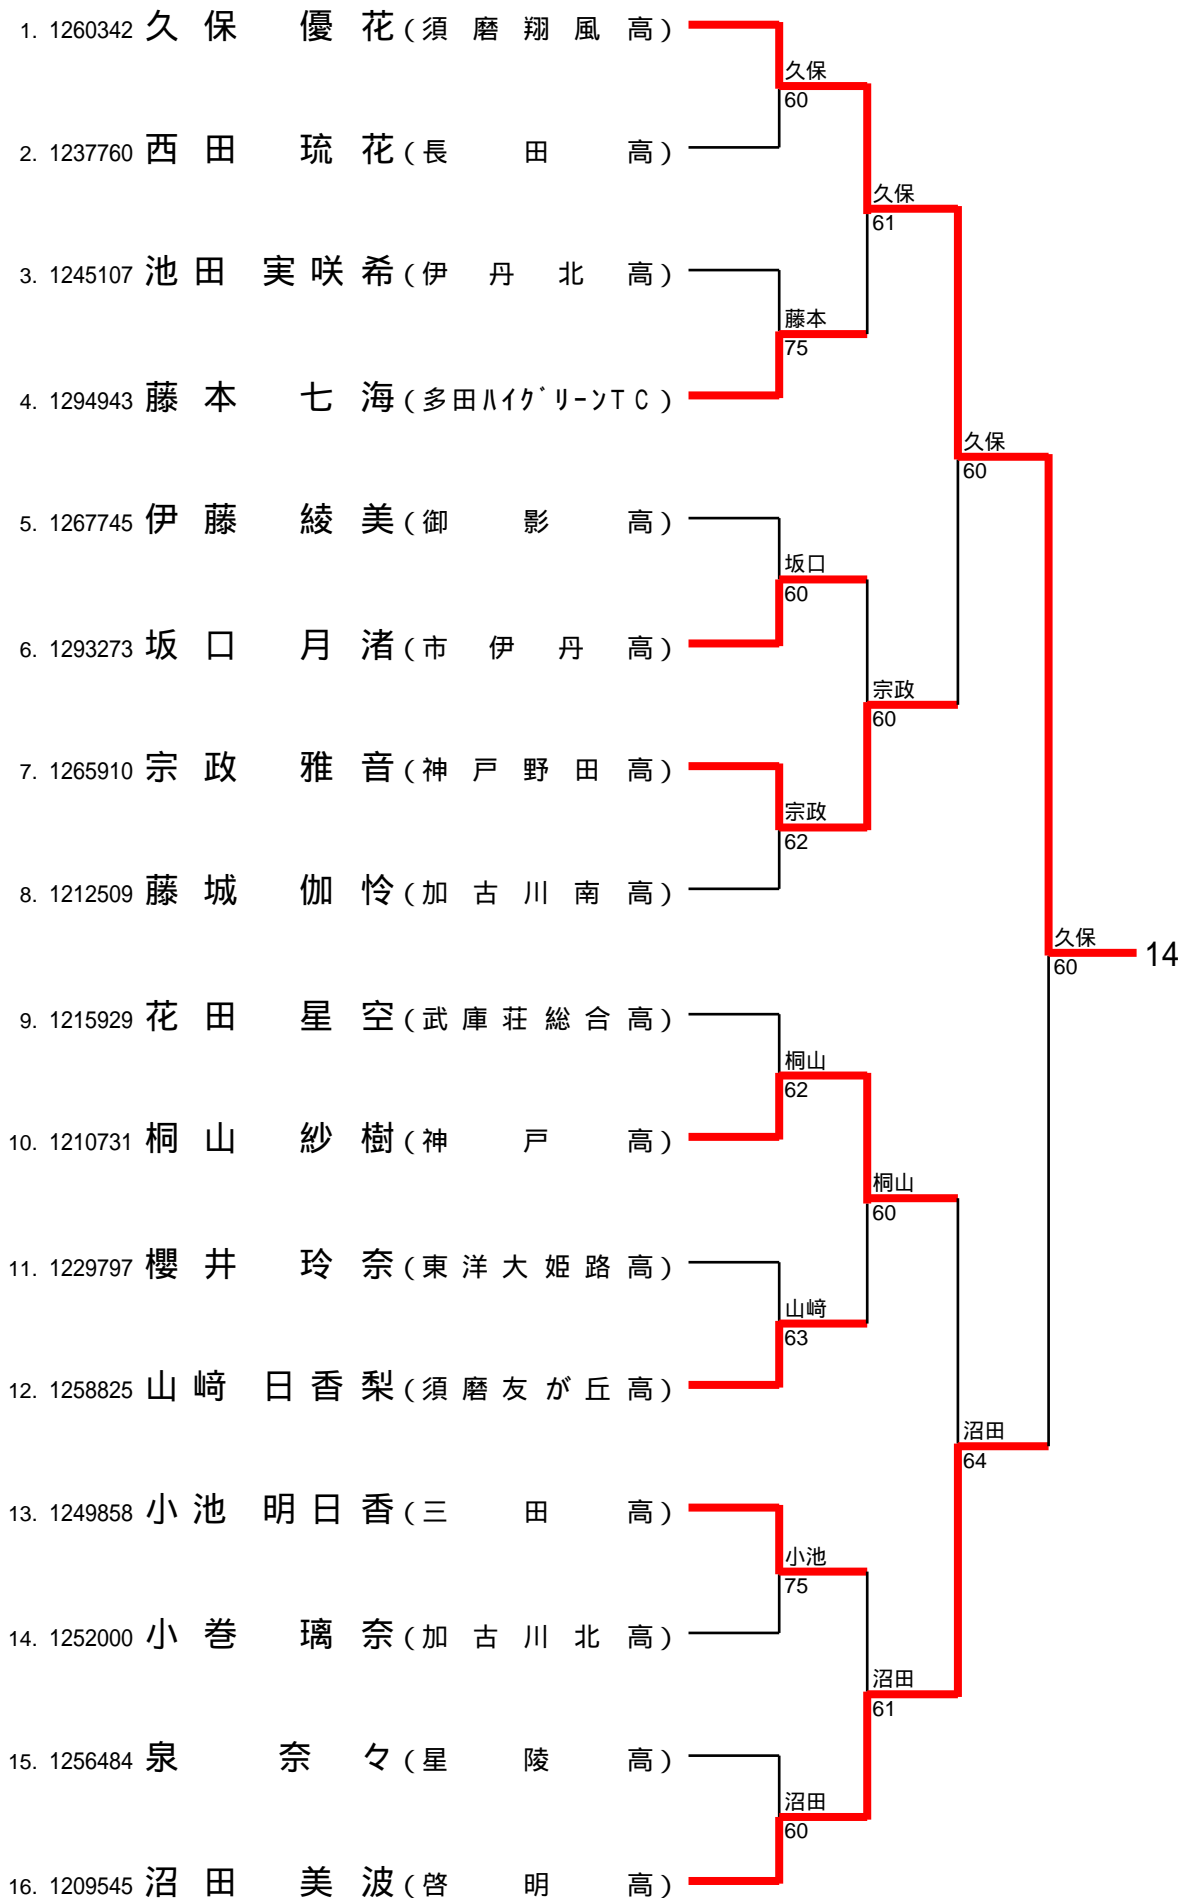 1. 1260342 久保 優花 (須磨翔風高)
久保
60
2. 1237760 西田 琉花 (長田高)
久保
61
3. 1245107 池田 実咲希 (伊丹北高)
藤本
75
4. 1294943 藤本 七海 (多田ﾊｲｸﾞﾘｰﾝTC)
久保
60
5. 1267745 伊藤 綾美 (御影高)
坂口
60
6. 1293273 坂口 月渚 (市伊丹高)
宗政
60
7. 1265910 宗政 雅音 (神戸野田高)
宗政
62
8. 1212509 藤城 伽怜 (加古川南高)
久保
60
14
9. 1215929 花田 星空 (武庫荘総合高)
桐山
62
10. 1210731 桐山 紗樹 (神戸高)
桐山
60
11. 1229797 櫻井 玲奈 (東洋大姫路高)
山﨑
63
12. 1258825 山﨑 日香梨 (須磨友が丘高)
沼田
64
13. 1249858 小池 明日香 (三田高)
小池
75
14. 1252000 小巻 璃奈 (加古川北高)
沼田
61
15. 1256484 泉 奈々 (星陵高)
沼田
60
16. 1209545 沼田 美波 (啓明高)